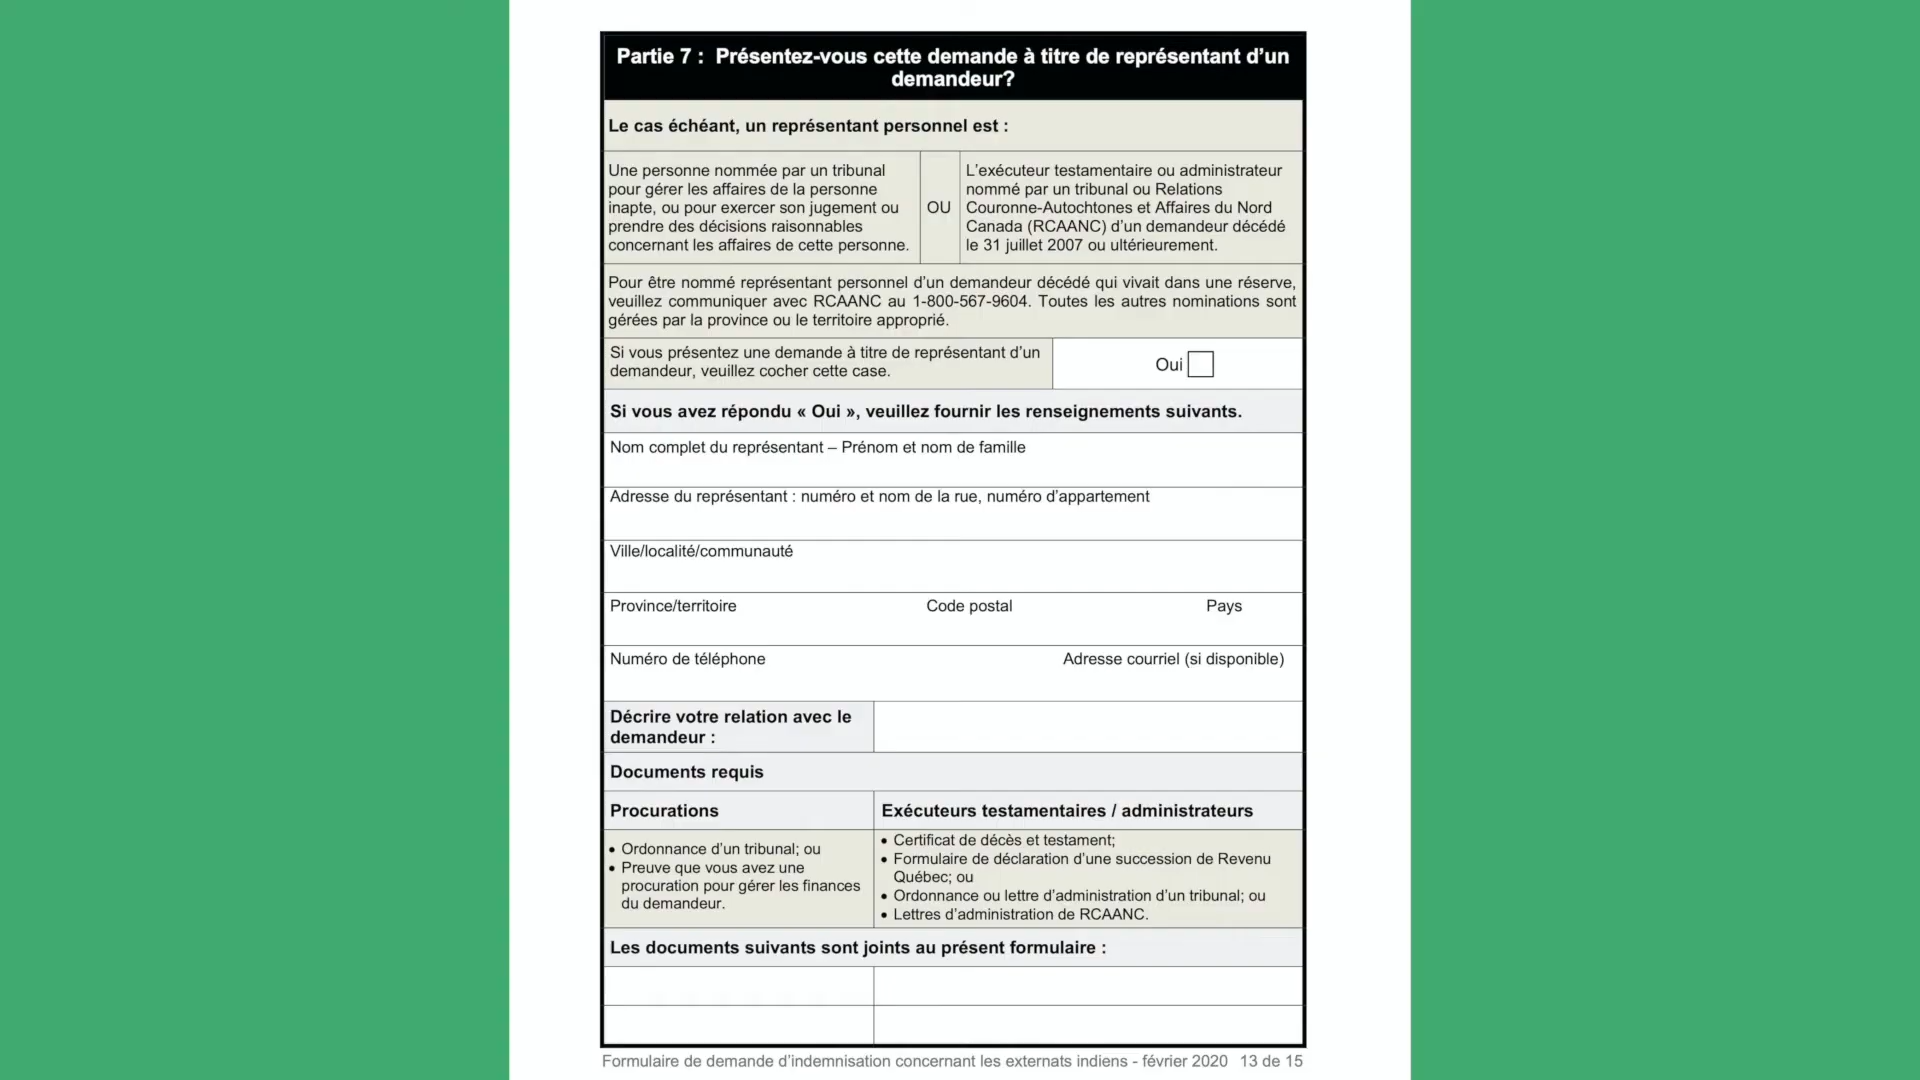 Partie 7 : Présentez-vous cette demande à titre de représentant d’un
demandeur?
Le cas échéant, un représentant personnel est :
Une personne nommée par un tribunal
pour gérer les affaires de la personne
inapte, ou pour exercer son jugement ou
prendre des décisions raisonnables
concernant les affaires de cette personne.
OU
L’exécuteur testamentaire ou administrateur
nommé par un tribunal ou Relations
Couronne-Autochtones et Affaires du Nord
Canada (RCAANC) d’un demandeur décédé
le 31 juillet 2007 ou ultérieurement.
Pour être nommé représentant personnel d’un demandeur décédé qui vivait dans une réserve,
veuillez communiquer avec RCAANC au 1-800-567-9604. Toutes les autres nominations sont
gérées par la province ou le territoire approprié.
Si vous présentez une demande à titre de représentant d’un
demandeur, veuillez cocher cette case.
Oui
Si vous avez répondu « Oui », veuillez fournir les renseignements suivants.
Nom complet du représentant – Prénom et nom de famille
Adresse du représentant : numéro et nom de la rue, numéro d’appartement
Ville/localité/communauté
Province/territoire Code postal Pays
Numéro de téléphone Adresse courriel (si disponible)
Décrire votre relation avec le
demandeur :
Documents requis
Procurations
Exécuteurs testamentaires / administrateurs
• Ordonnance d’un tribunal; ou
• Preuve que vous avez une
procuration pour gérer les finances
du demandeur.
• Certificat de décès et testament;
• Formulaire de déclaration d’une succession de Revenu
Québec; ou
• Ordonnance ou lettre d’administration d’un tribunal; ou
• Lettres d’administration de RCAANC.
Les documents suivants sont joints au présent formulaire :
Formulaire de demande d’indemnisation concernant les externats indiens - février 2020 13 de 15